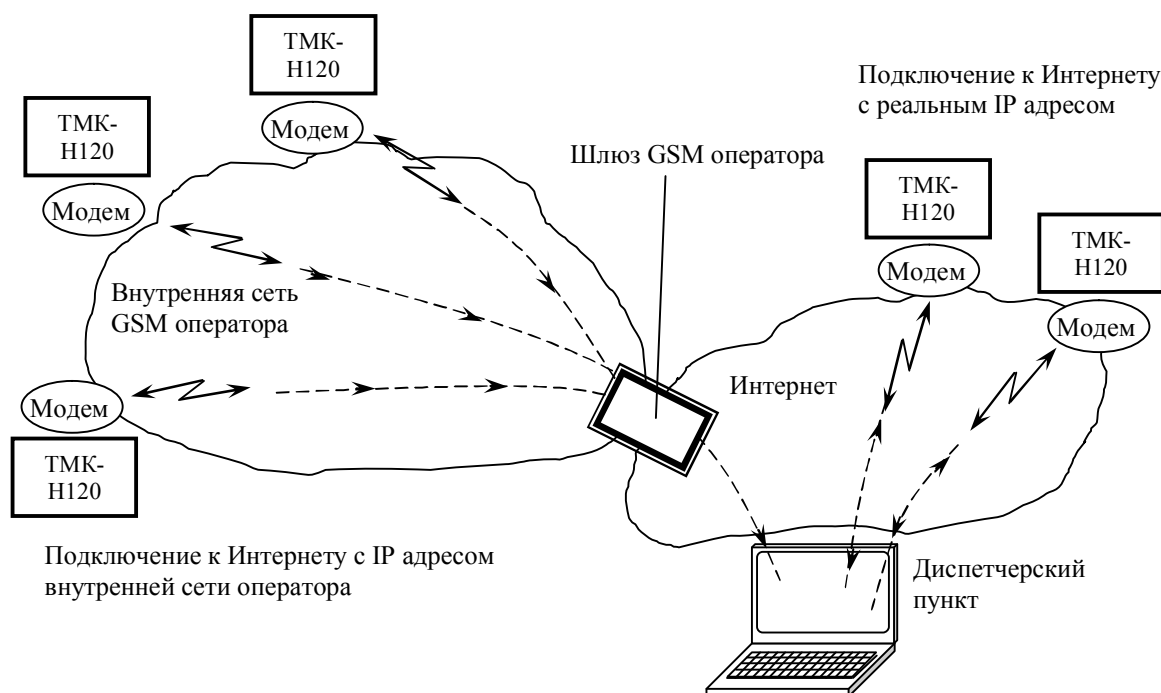 ТМК-
Н120
Модем
ТМК-
Н120
Модем
Подключение к Интернету
с реальным IP адресом
Шлюз GSM оператора
ТМК-
Н120
Модем
ТМК-
Н120
Модем
Внутренняя сеть
GSM оператора
Интернет
Модем
ТМК-
Н120
Подключение к Интернету с IP адресом
внутренней сети оператора
Диспетчерский
пункт